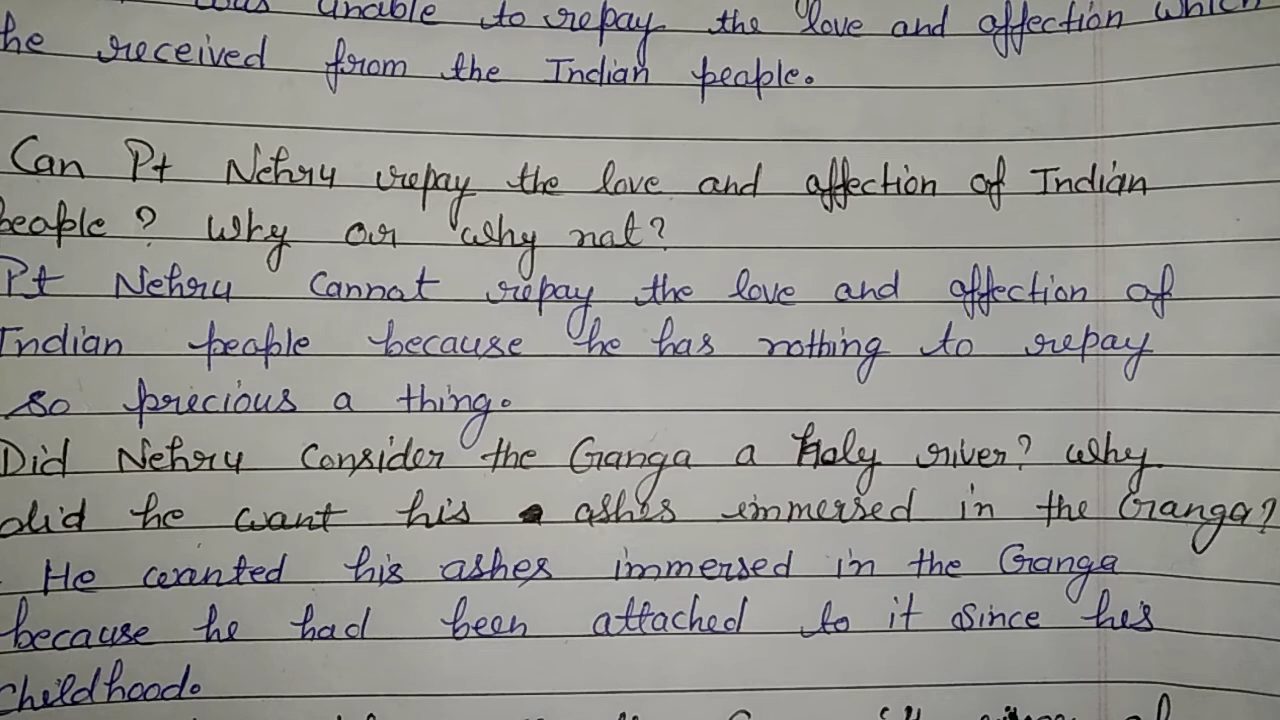 was unable to repay the love and affection which
he received from the Indian people.
Can Pt Nehru repay the love and affection of Indian
people? Why or why not?
Pt Nehru cannot repay the love and affection of
Indian people because he has nothing to repay
so precious a thing.
Did Nehru consider the Ganga a Holy river? Why
did he want his ashes immersed in the Ganga?
He wanted his ashes immersed in the Ganga
because he had been attached to it since his
childhood.